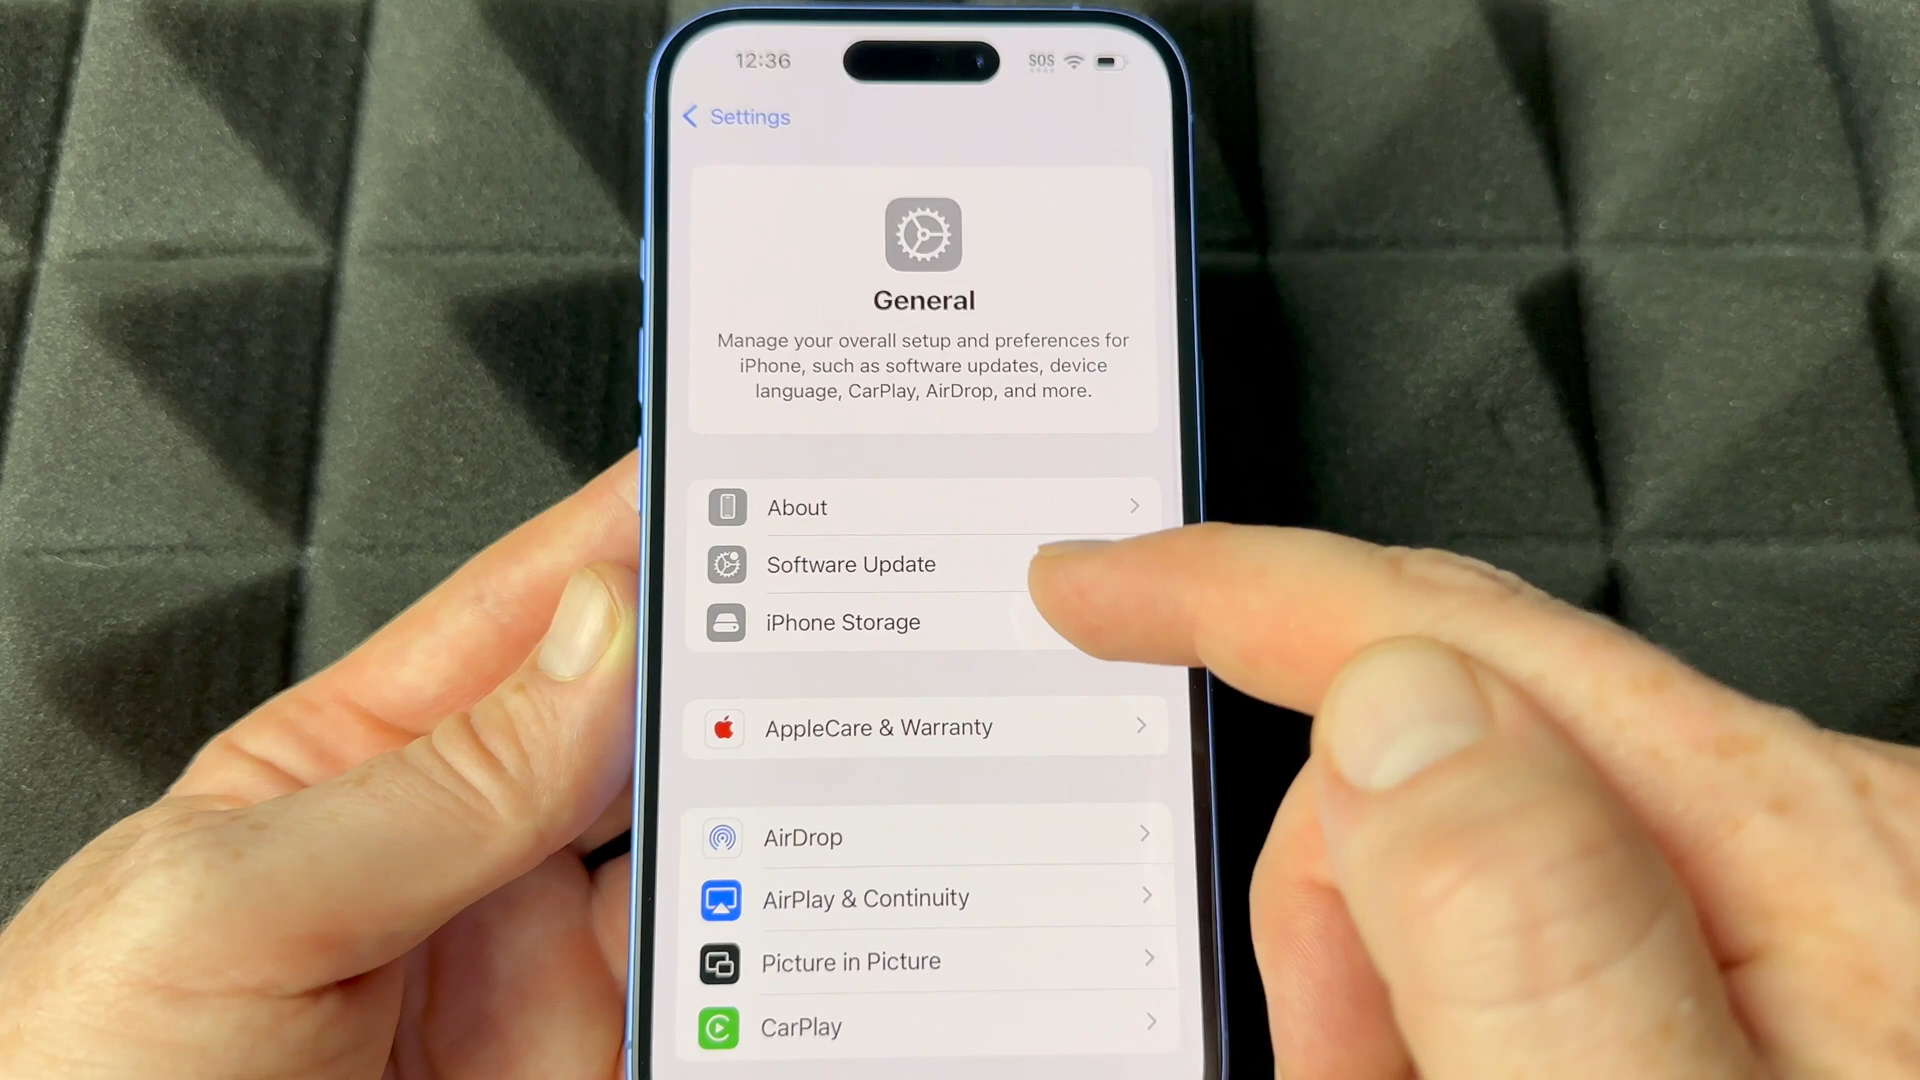 12:36
SOS
Settings
General
Manage your overall setup and preferences for
iPhone, such as software updates, device
language, CarPlay, AirDrop, and more.
About
Software Update
iPhone Storage
AppleCare & Warranty
AirDrop
AirPlay & Continuity
Picture in Picture
CarPlay